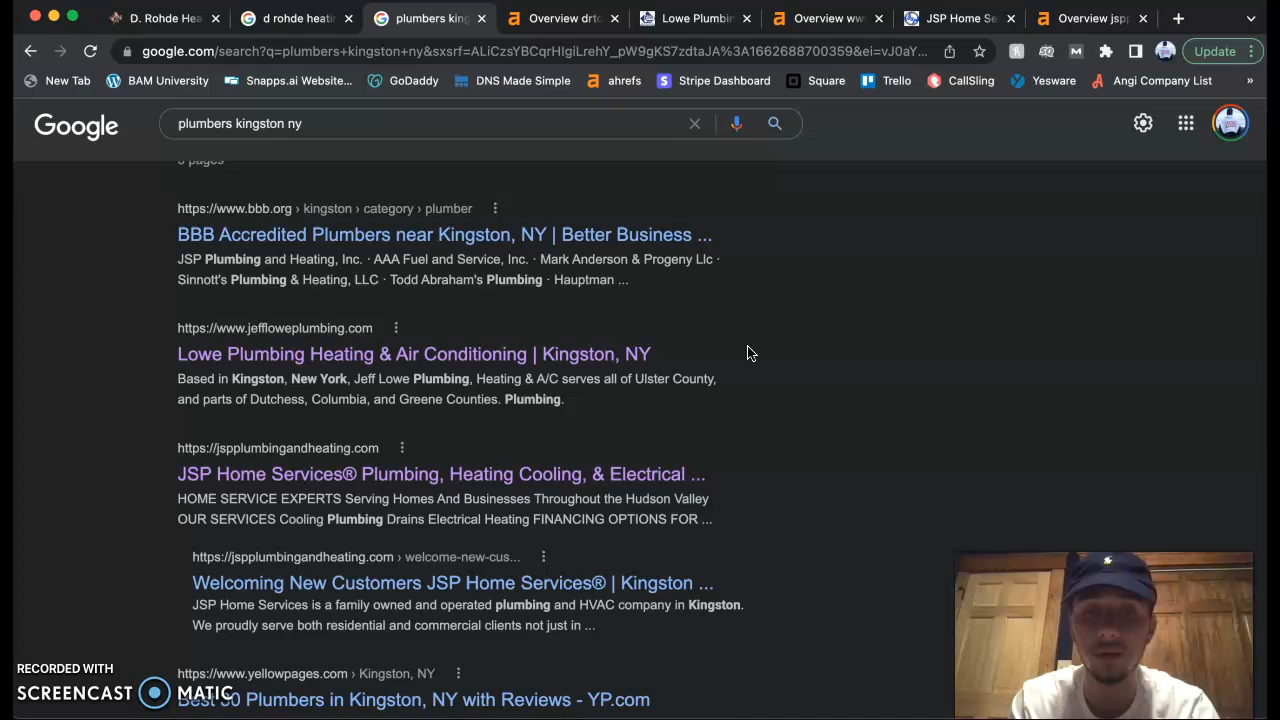 D. Rohde Hea
d rohde heatin
plumbers king
Overview drto
Lowe Plumbin
Overview ww
JSP Home Se
Overview jspp
google.com/search?q=plumbers+kingston+ny&sxsrf=ALiCzsYBCqrHIgiLrehY_pW9gKS7zdtaJA%3A1662688700359&ei=vJ0aY...
Update
New Tab
BAM University
Snapps.ai Website...
GoDaddy
DNS Made Simple
ahrefs
Stripe Dashboard
Square
Trello
CallSling
Yesware
Angi Company List
»
Google
plumbers kingston ny
https://www.bbb.org › kingston › category › plumber
BBB Accredited Plumbers near Kingston, NY | Better Business ...
JSP Plumbing and Heating, Inc. · AAA Fuel and Service, Inc. · Mark Anderson & Progeny Llc ·
Sinnott's Plumbing & Heating, LLC · Todd Abraham's Plumbing · Hauptman ...
https://www.jeffloweplumbing.com
Lowe Plumbing Heating & Air Conditioning | Kingston, NY
Based in Kingston, New York, Jeff Lowe Plumbing, Heating & A/C serves all of Ulster County,
and parts of Dutchess, Columbia, and Greene Counties. Plumbing.
https://jspplumbingandheating.com
JSP Home Services® Plumbing, Heating Cooling, & Electrical ...
HOME SERVICE EXPERTS Serving Homes And Businesses Throughout the Hudson Valley
OUR SERVICES Cooling Plumbing Drains Electrical Heating FINANCING OPTIONS FOR ...
https://jspplumbingandheating.com › welcome-new-cus...
Welcoming New Customers JSP Home Services® | Kingston ...
JSP Home Services is a family owned and operated plumbing and HVAC company in Kingston.
We proudly serve both residential and commercial clients not just in ...
https://www.yellowpages.com › Kingston, NY
Best 30 Plumbers in Kingston, NY with Reviews - YP.com
RECORDED WITH
SCREENCAST MATIC